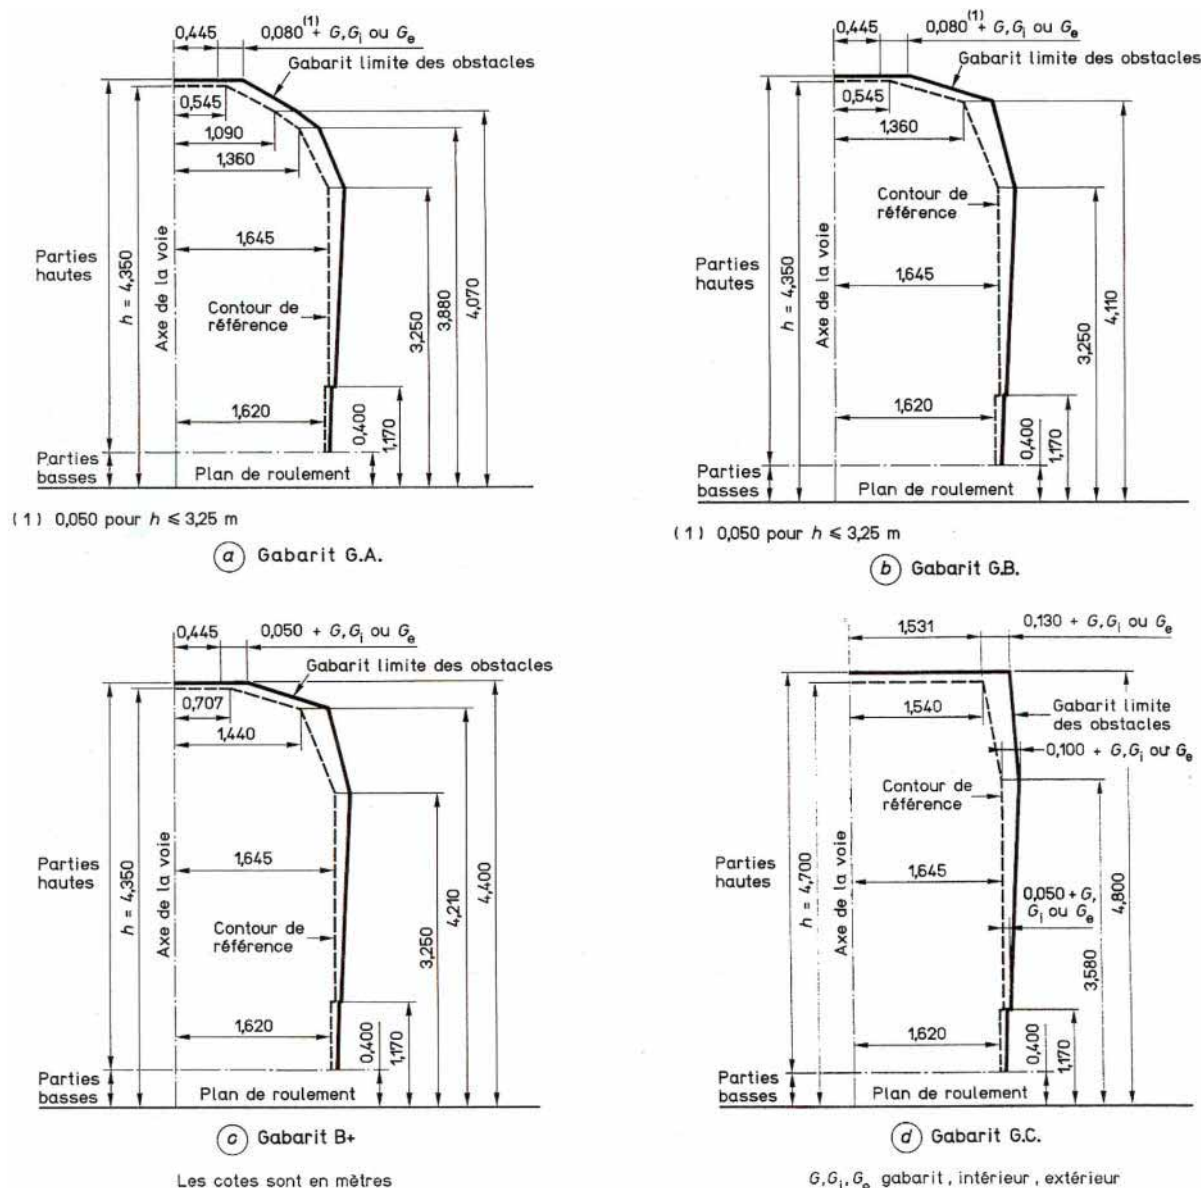 (1)
0,445 0,080 + G, Gi ou Ge
Gabarit limite des obstacles
0,545
1,090
1,360
Parties
hautes
h = 4,350
Axe de la voie
1,645
Contour de
référence
3,250
3,880
4,070
1,620
0,400
1,170
Parties
basses
Plan de roulement
(1) 0,050 pour h ≤ 3,25 m
a Gabarit G.A.
(1)
0,445 0,080 + G, Gi ou Ge
Gabarit limite des obstacles
0,545
1,360
Contour de
référence
Parties
hautes
h = 4,350
Axe de la voie
1,645
3,250
4,110
1,620
0,400
1,170
Parties
basses
Plan de roulement
(1) 0,050 pour h ≤ 3,25 m
b Gabarit G.B.
0,445 0,050 + G, Gi ou Ge
Gabarit limite des obstacles
0,707
1,440
Parties
hautes
h = 4,350
Axe de la voie
1,645
Contour de
référence
3,250
4,210
4,400
1,620
0,400
1,170
Parties
basses
Plan de roulement
c Gabarit B+
Les cotes sont en mètres
1,531 0,130 + G, Gi ou Ge
1,540
Gabarit limite
des obstacles
0,100 + G, Gi ou Ge
Contour de
référence
Parties
hautes
h = 4,700
Axe de la voie
1,645
0,050 + G,
Gi ou Ge
3,580
4,800
1,620
0,400
1,170
Parties
basses
Plan de roulement
d Gabarit G.C.
G, Gi, Ge gabarit, intérieur, extérieur